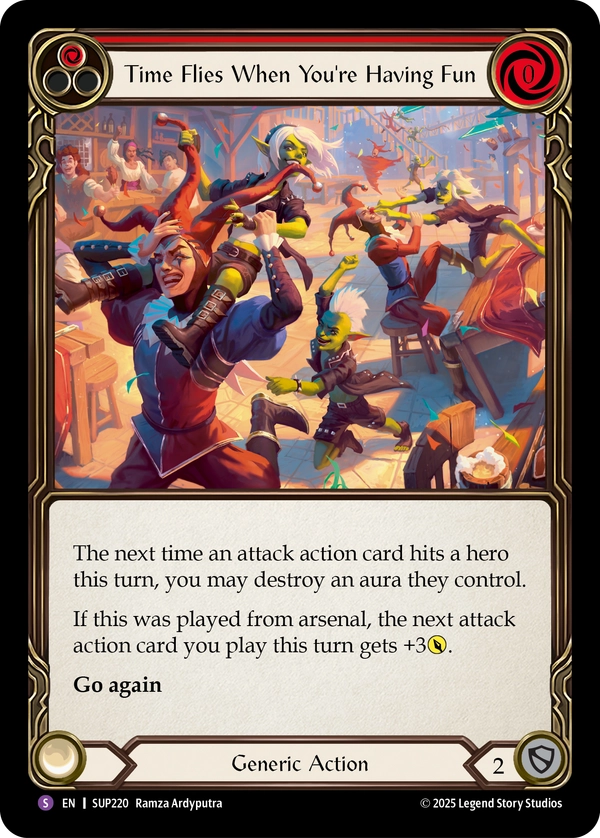 Time Flies When You're Having Fun
0
The next time an attack action card hits a hero
this turn, you may destroy an aura they control.
If this was played from arsenal, the next attack
action card you play this turn gets +3.
Go again
Generic Action
2
S EN | SUP220 Ramza Ardyputra
© 2025 Legend Story Studios